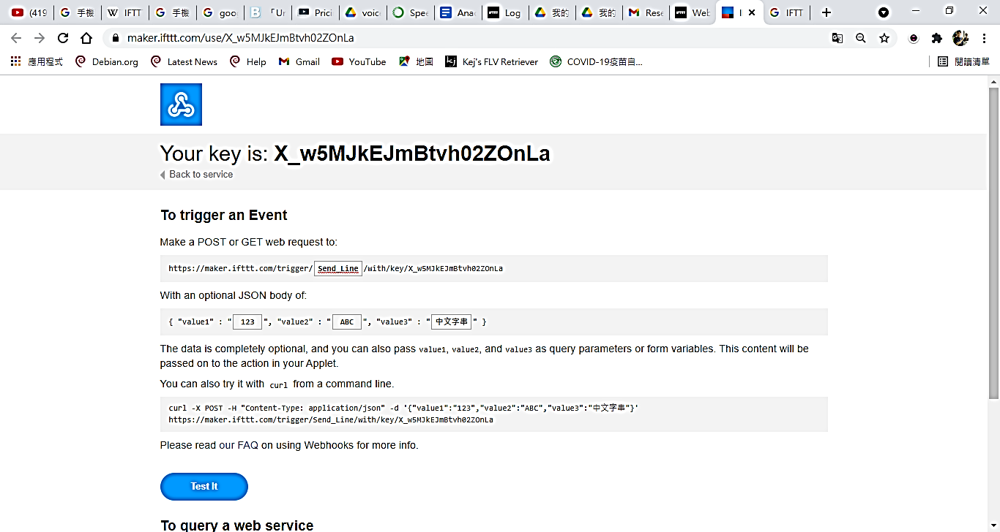 (419
手機
IFTT
手機
goo
「Ur
Prici
voic
Spe
Ana
Log
我的
我的
Rese
Web
I
IFTT
maker.ifttt.com/use/X_w5MJkEJmBtvh02ZOnLa
應用程式
Debian.org
Latest News
Help
Gmail
YouTube
地圖
Kej's FLV Retriever
COVID-19疫苗自...
閱讀清單
Your key is: X_w5MJkEJmBtvh02ZOnLa
Back to service
To trigger an Event
Make a POST or GET web request to:
https://maker.ifttt.com/trigger/ Send_Line /with/key/X_w5MJkEJmBtvh02ZOnLa
With an optional JSON body of:
{ "value1" : " 123 ", "value2" : " ABC ", "value3" : " 中文字串 " }
The data is completely optional, and you can also pass value1, value2, and value3 as query parameters or form variables. This content will be
passed on to the action in your Applet.
You can also try it with curl from a command line.
curl -X POST -H "Content-Type: application/json" -d '{"value1":"123","value2":"ABC","value3":"中文字串"}'
https://maker.ifttt.com/trigger/Send_Line/with/key/X_w5MJkEJmBtvh02ZOnLa
Please read our FAQ on using Webhooks for more info.
Test It
To query a web service